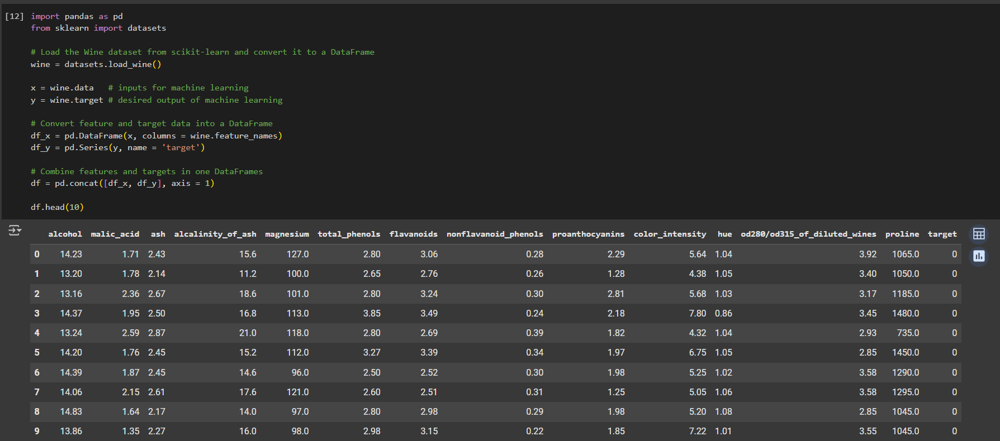 [12] import pandas as pd
from sklearn import datasets
# Load the Wine dataset from scikit-learn and convert it to a DataFrame
wine = datasets.load_wine()
x = wine.data   # inputs for machine learning
y = wine.target # desired output of machine learning
# Convert feature and target data into a DataFrame
df_x = pd.DataFrame(x, columns = wine.feature_names)
df_y = pd.Series(y, name = 'target')
# Combine features and targets in one DataFrames
df = pd.concat([df_x, df_y], axis = 1)
df.head(10)
alcohol malic_acid ash alcalinity_of_ash magnesium total_phenols flavanoids nonflavanoid_phenols proanthocyanins color_intensity hue od280/od315_of_diluted_wines proline target
0 14.23 1.71 2.43 15.6 127.0 2.80 3.06 0.28 2.29 5.64 1.04 3.92 1065.0 0
1 13.20 1.78 2.14 11.2 100.0 2.65 2.76 0.26 1.28 4.38 1.05 3.40 1050.0 0
2 13.16 2.36 2.67 18.6 101.0 2.80 3.24 0.30 2.81 5.68 1.03 3.17 1185.0 0
3 14.37 1.95 2.50 16.8 113.0 3.85 3.49 0.24 2.18 7.80 0.86 3.45 1480.0 0
4 13.24 2.59 2.87 21.0 118.0 2.80 2.69 0.39 1.82 4.32 1.04 2.93 735.0 0
5 14.20 1.76 2.45 15.2 112.0 3.27 3.39 0.34 1.97 6.75 1.05 2.85 1450.0 0
6 14.39 1.87 2.45 14.6 96.0 2.50 2.52 0.30 1.98 5.25 1.02 3.58 1290.0 0
7 14.06 2.15 2.61 17.6 121.0 2.60 2.51 0.31 1.25 5.05 1.06 3.58 1295.0 0
8 14.83 1.64 2.17 14.0 97.0 2.80 2.98 0.29 1.98 5.20 1.08 2.85 1045.0 0
9 13.86 1.35 2.27 16.0 98.0 2.98 3.15 0.22 1.85 7.22 1.01 3.55 1045.0 0